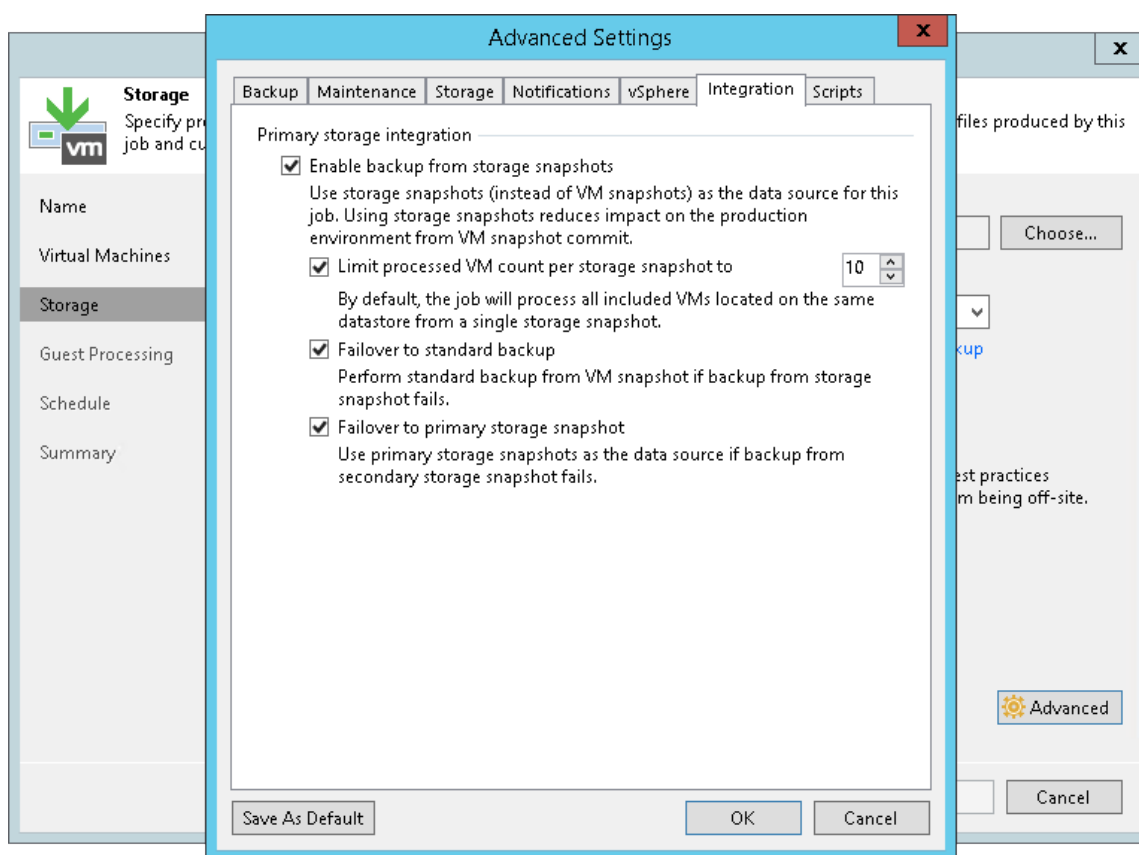 Advanced Settings
x
x
Storage
Specify pr
job and cu
files produced by this
vm
Name
Virtual Machines
Storage
Guest Processing
Schedule
Summary
Backup Maintenance Storage Notifications vSphere Integration Scripts
Primary storage integration
Enable backup from storage snapshots
Use storage snapshots (instead of VM snapshots) as the data source for this
job. Using storage snapshots reduces impact on the production
environment from VM snapshot commit.
Limit processed VM count per storage snapshot to 10
By default, the job will process all included VMs located on the same
datastore from a single storage snapshot.
Failover to standard backup
Perform standard backup from VM snapshot if backup from storage
snapshot fails.
Failover to primary storage snapshot
Use primary storage snapshots as the data source if backup from
secondary storage snapshot fails.
Choose...
kup
est practices
m being off-site.
Advanced
Save As Default OK Cancel
Cancel